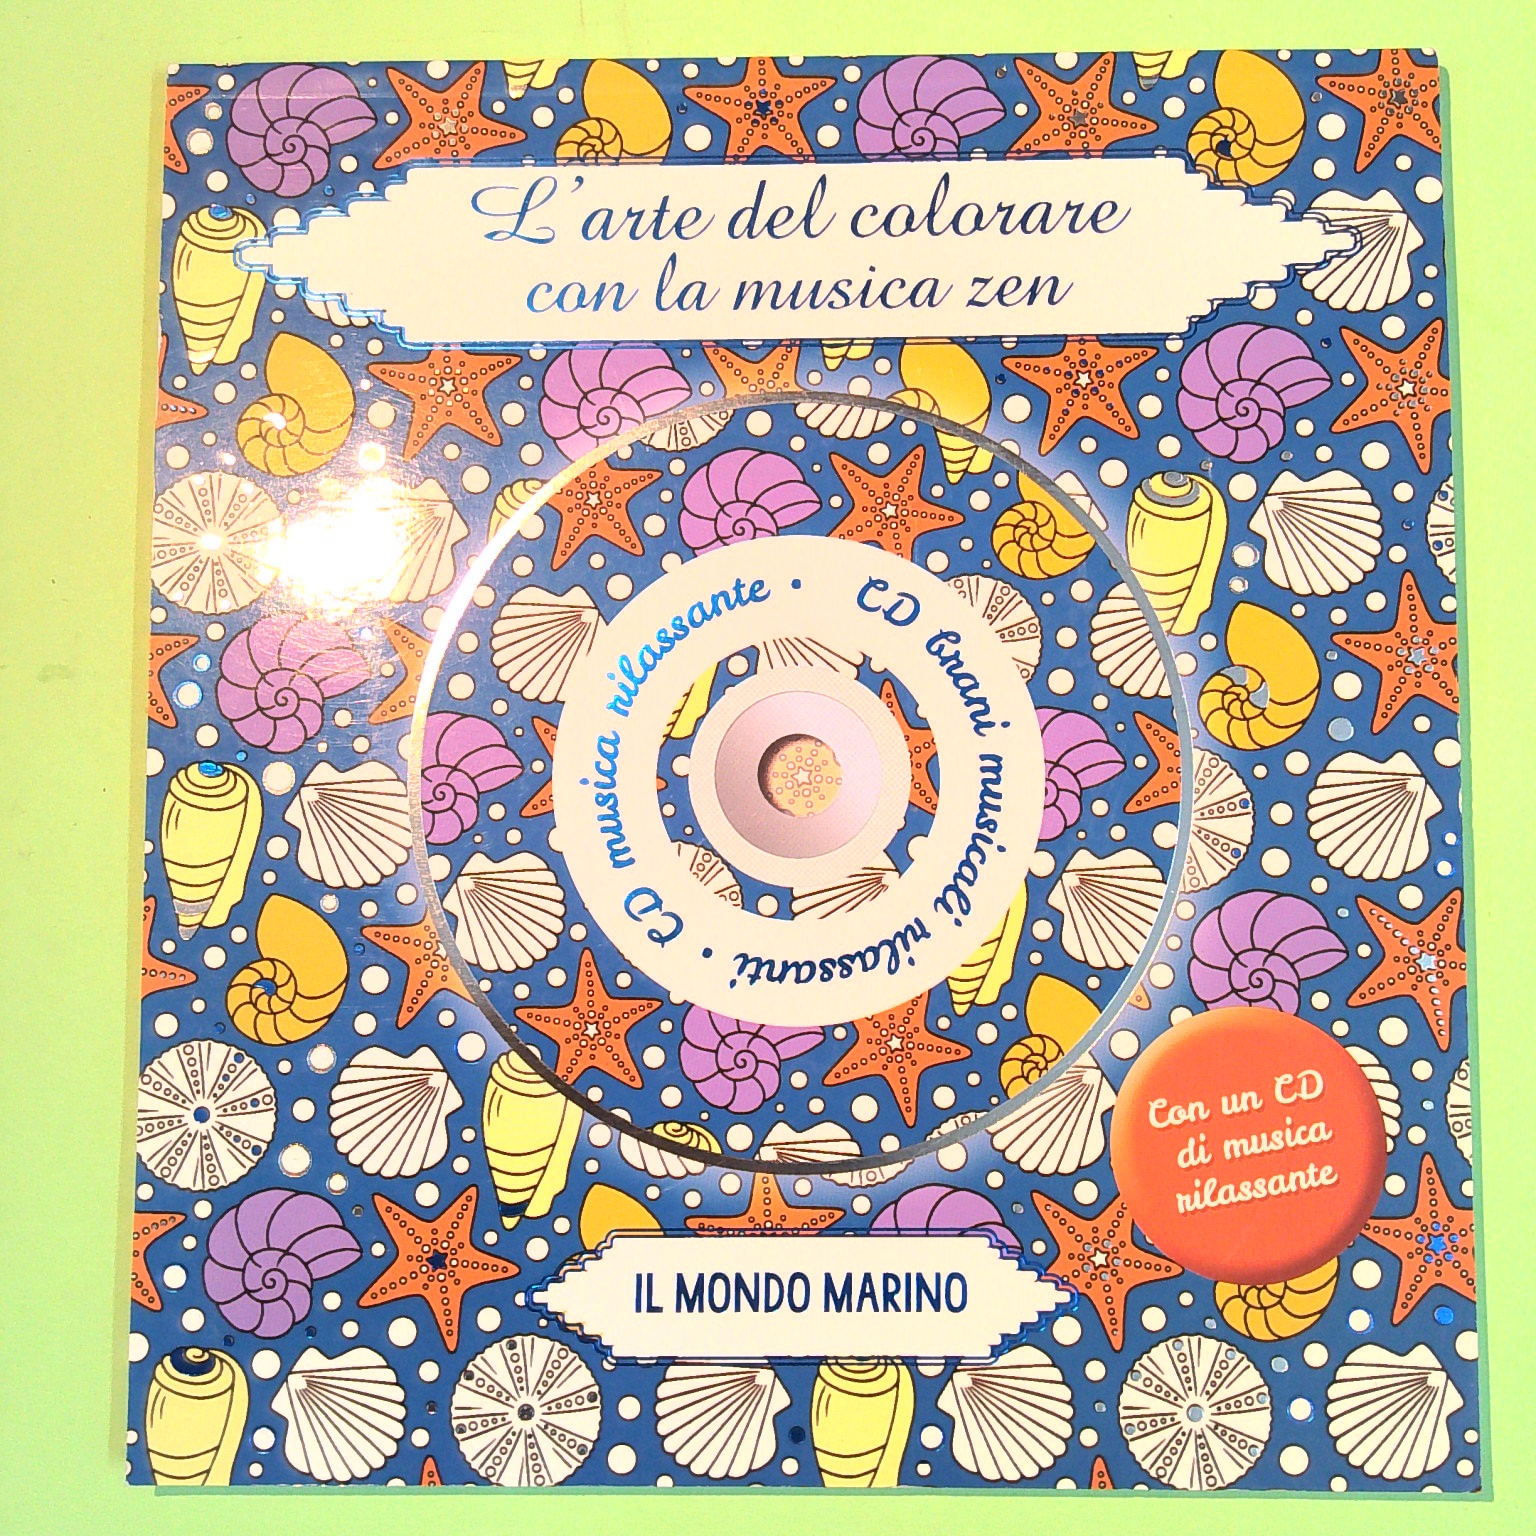 L'arte del colorare
con la musica zen
CD musica rilassante •
CD brani musicali rilassanti •
Con un CD
di musica
rilassante
IL MONDO MARINO